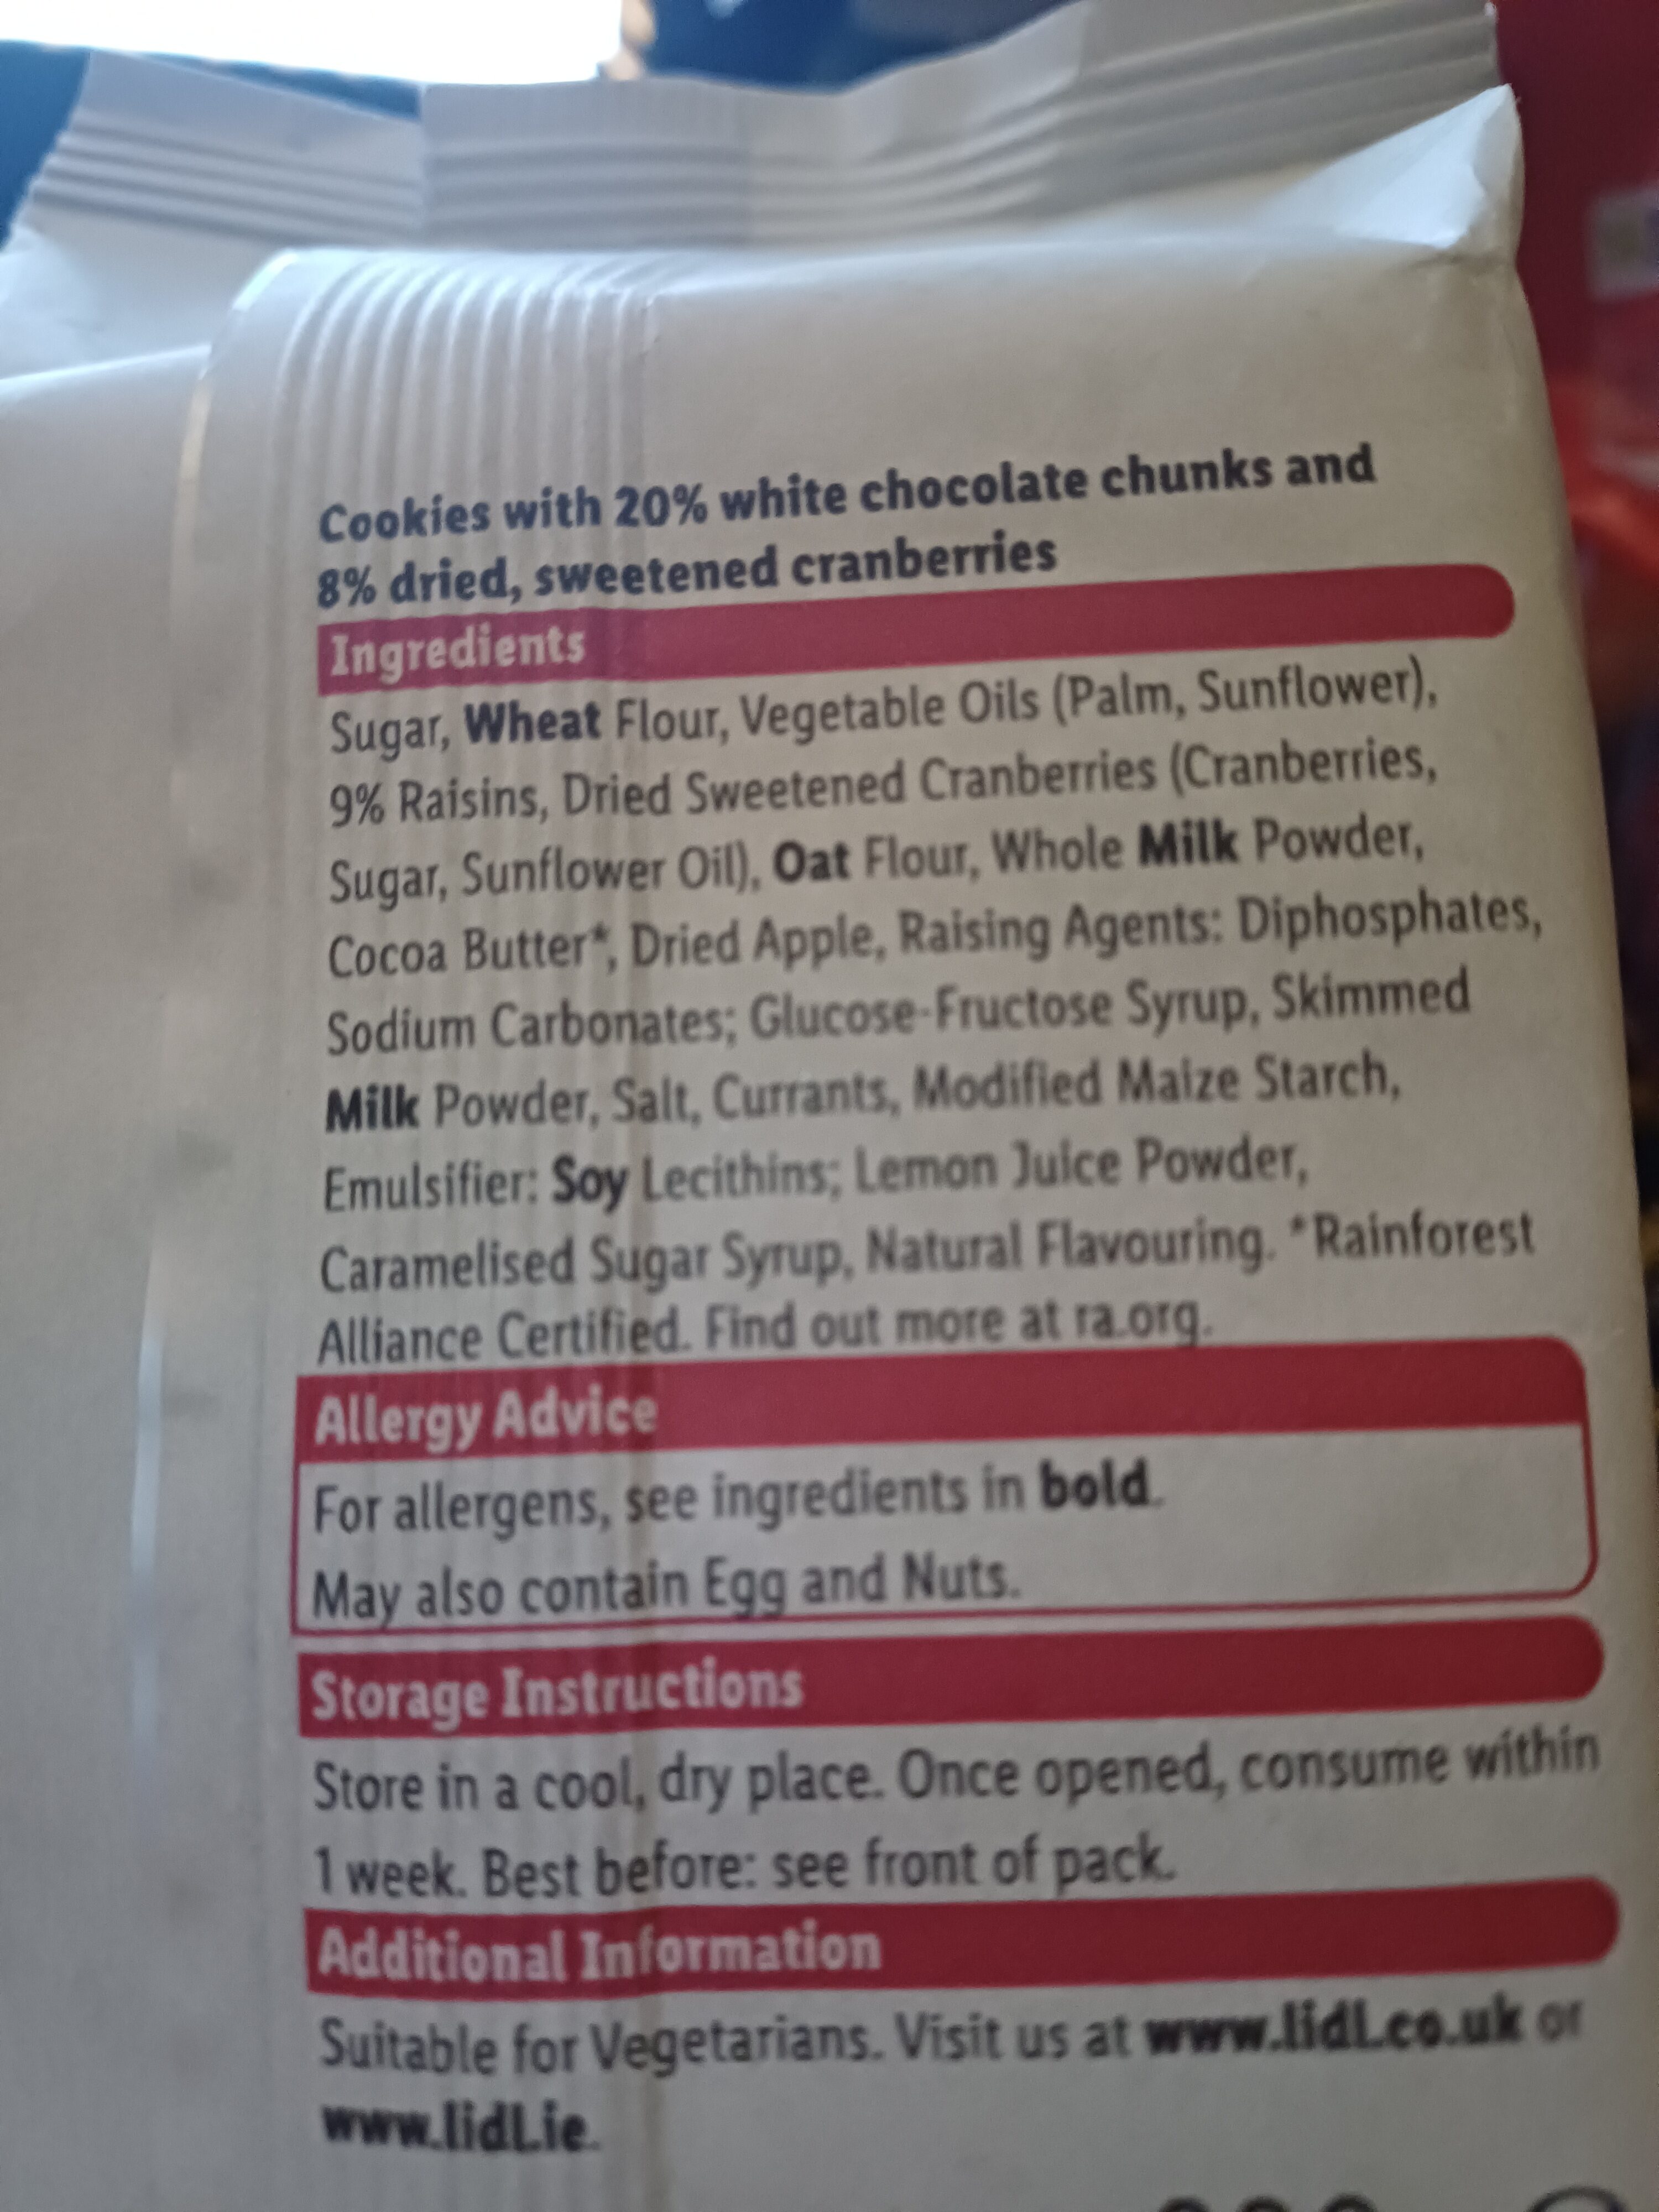 Cookies with 20% white chocolate chunks and
8% dried, sweetened cranberries
Ingredients
Sugar, Wheat Flour, Vegetable Oils (Palm, Sunflower),
9% Raisins, Dried Sweetened Cranberries (Cranberries,
Sugar, Sunflower Oil), Oat Flour, Whole Milk Powder,
Cocoa Butter*, Dried Apple, Raising Agents: Diphosphates,
Sodium Carbonates; Glucose-Fructose Syrup, Skimmed
Milk Powder, Salt, Currants, Modified Maize Starch,
Emulsifier: Soy Lecithins; Lemon Juice Powder,
Caramelised Sugar Syrup, Natural Flavouring. *Rainforest
Alliance Certified. Find out more at ra.org.
Allergy Advice
For allergens, see ingredients in bold.
May also contain Egg and Nuts.
Storage Instructions
Store in a cool, dry place. Once opened, consume within
1 week. Best before: see front of pack.
Additional Information
Suitable for Vegetarians. Visit us at www.lidl.co.uk or
www.lidl.ie.